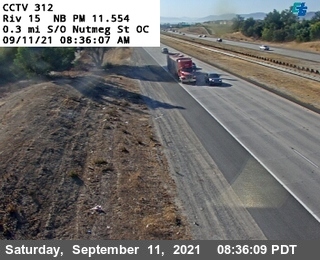 CCTV 312
Riv 15 NB PM 11.554
0.3 mi S/O Nutmeg St OC
09/11/21 08:36:07 AM
Saturday, September 11, 2021 08:36:09 PDT